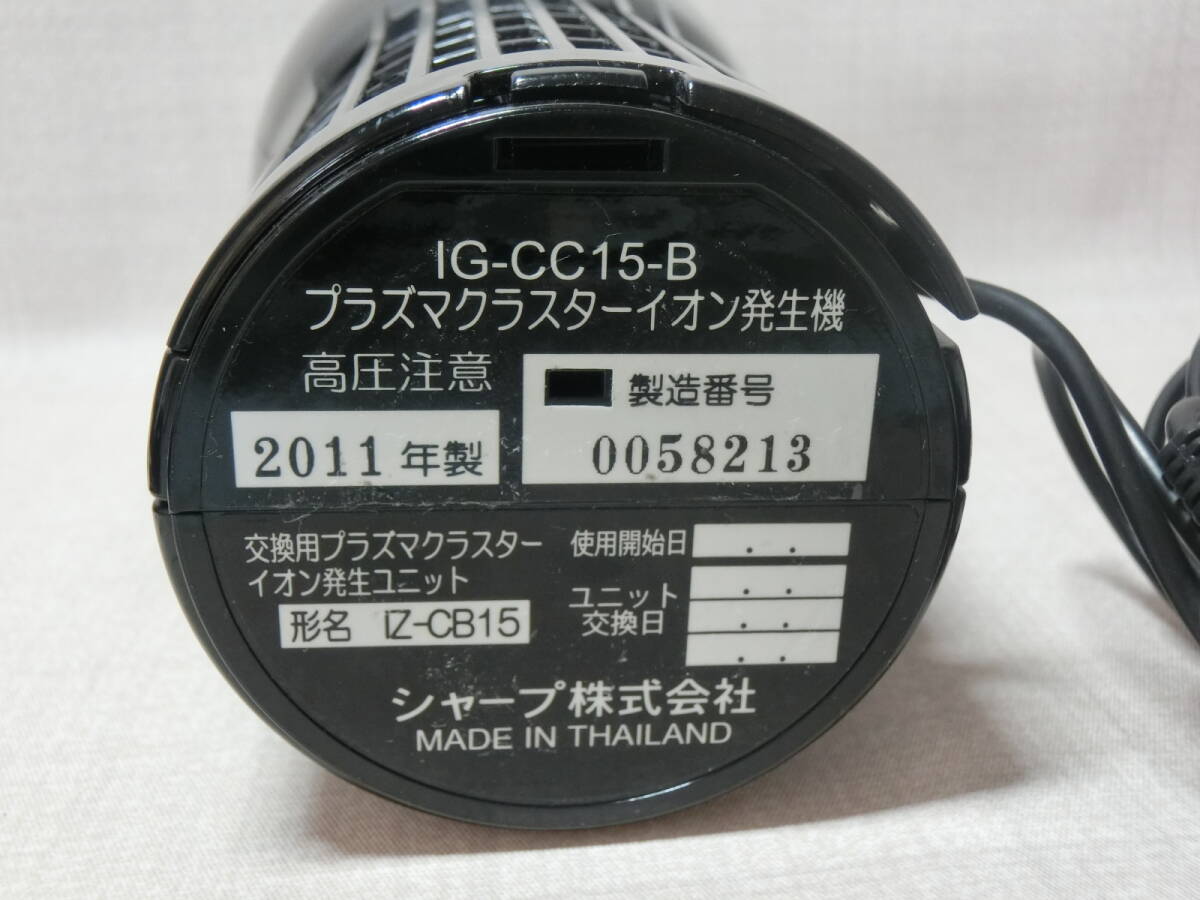 IG-CC15-B
プラズマクラスターイオン発生機
高圧注意
2011 年製
製造番号
0058213
交換用プラズマクラスター
イオン発生ユニット
形名 IZ-CB15
使用開始日 . .
ユニット
交換日
. .
. .
. .
シャープ株式会社
MADE IN THAILAND